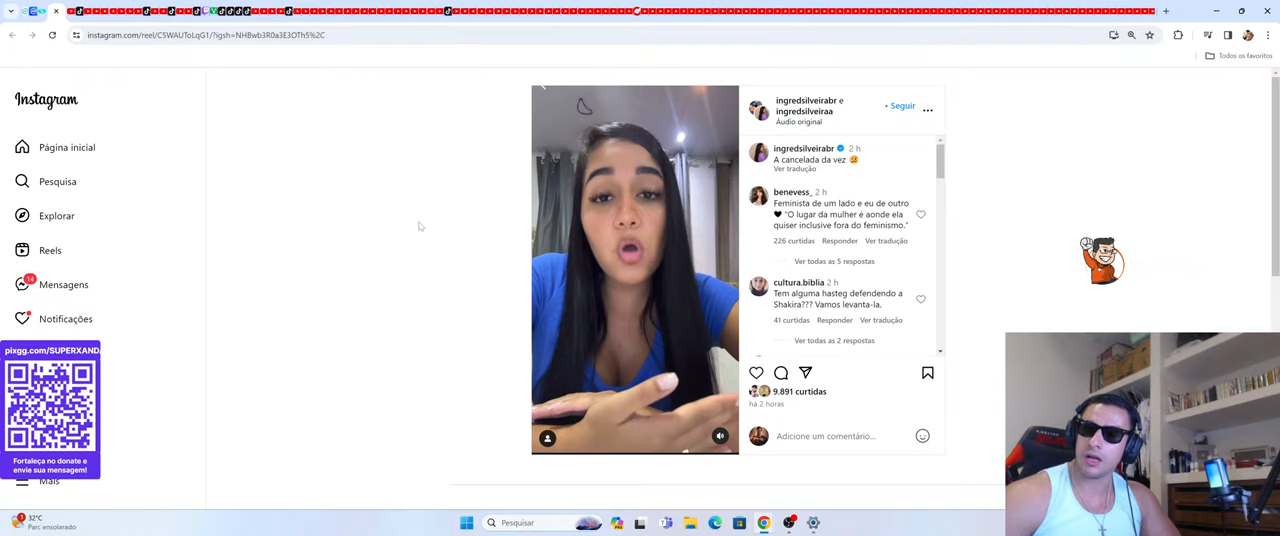 instagram.com/reel/C5WAUToLqG1/?igsh=NHBwb3R0a3E3OTh5%2C
Todos os favoritos
Instagram
Página inicial
Pesquisa
Explorar
Reels
14
Mensagens
Notificações
pixgg.com/SUPERXAND
Fortaleça no donate e
envie sua mensagem!
Mais
ingredsilveirabr e
ingredsilveiraa
Áudio original
• Seguir
ingredsilveirabr 2 h
A cancelada da vez
Ver tradução
benevess_ 2 h
Feminista de um lado e eu de outro
"O lugar da mulher é aonde ela
quiser inclusive fora do feminismo."
226 curtidas Responder Ver tradução
Ver todas as 5 respostas
cultura.biblia 2 h
Tem alguma hasteg defendendo a
Shakira??? Vamos levanta-la.
41 curtidas Responder Ver tradução
Ver todas as 2 respostas
9.891 curtidas
há 2 horas
Adicione um comentário...
1
32°C
Parc ensolarado
Pesquisar